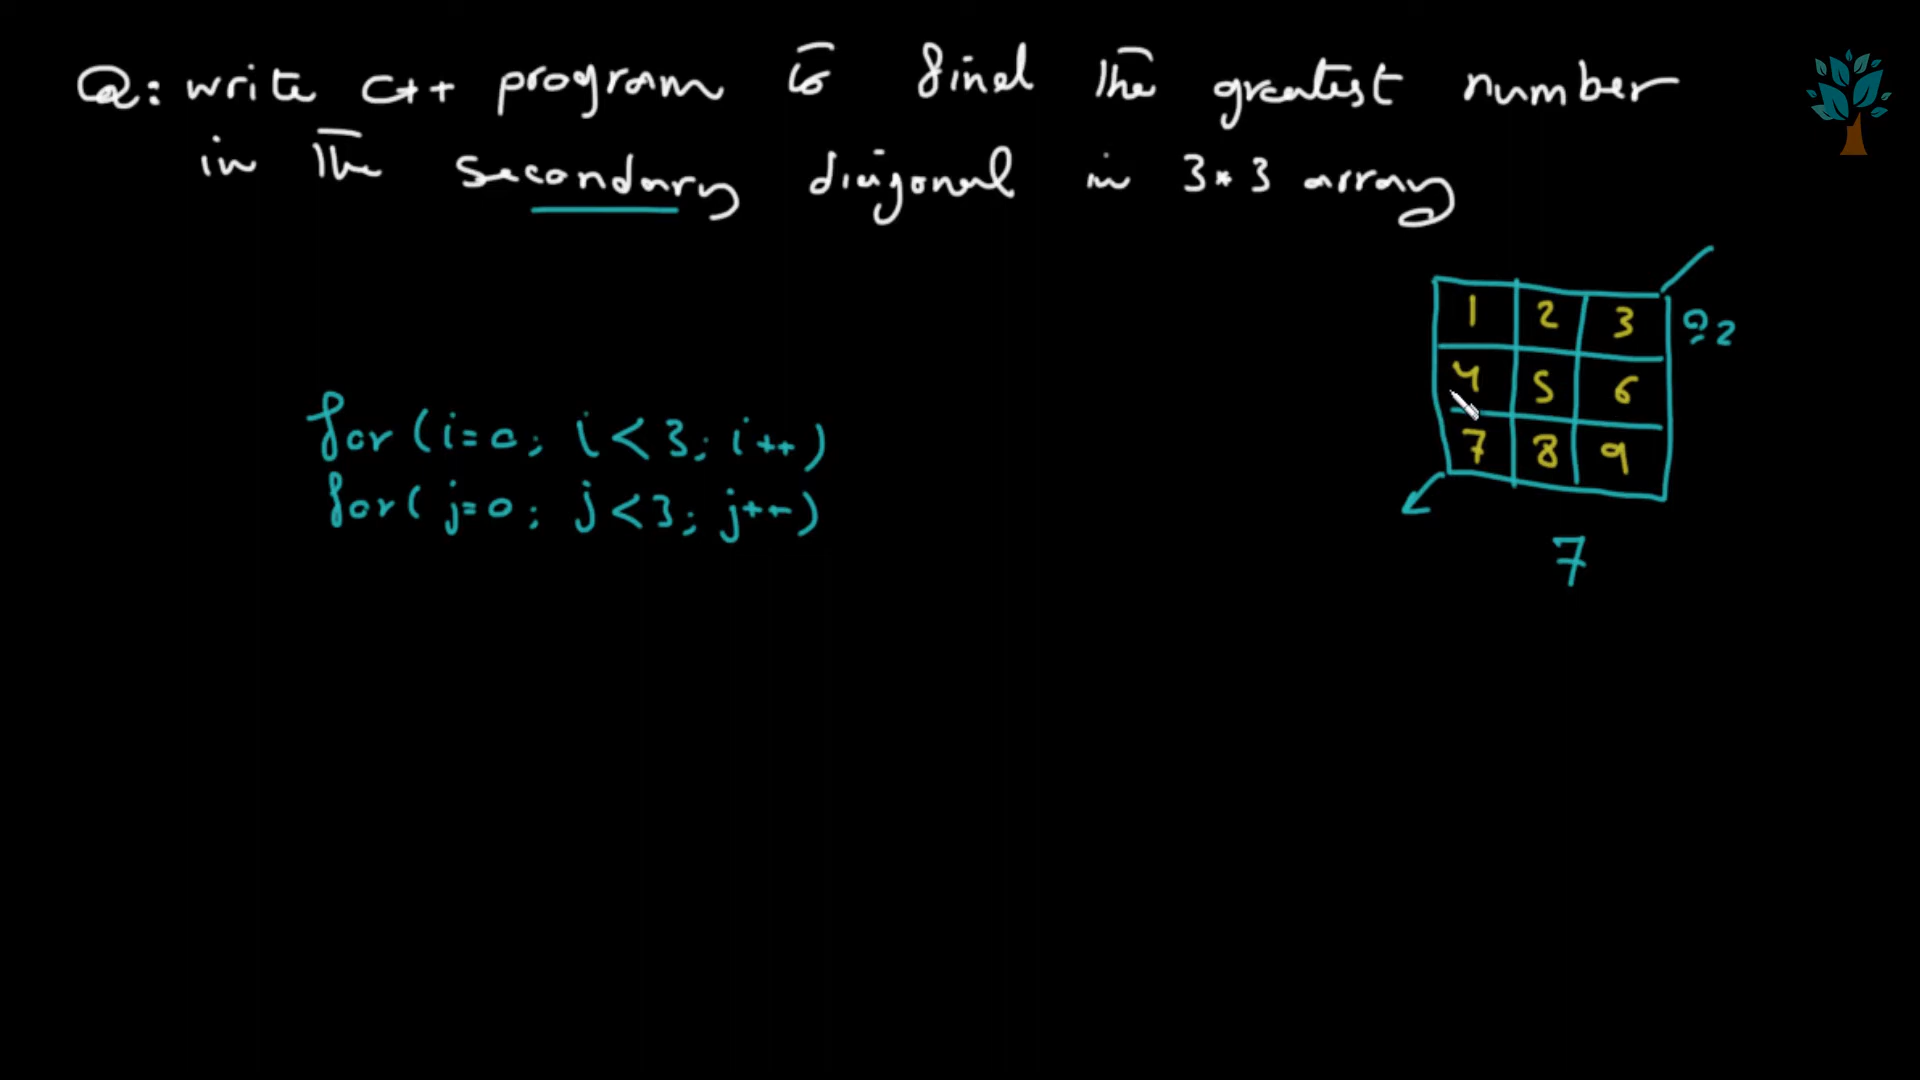 Q: write c++ program to find the greatest number
in the secondary diagonal in 3*3 array
1 2 3
4 5 6
7 8 9
for (i=0; i<3; i++)
for (j=0; j<3; j++)
7